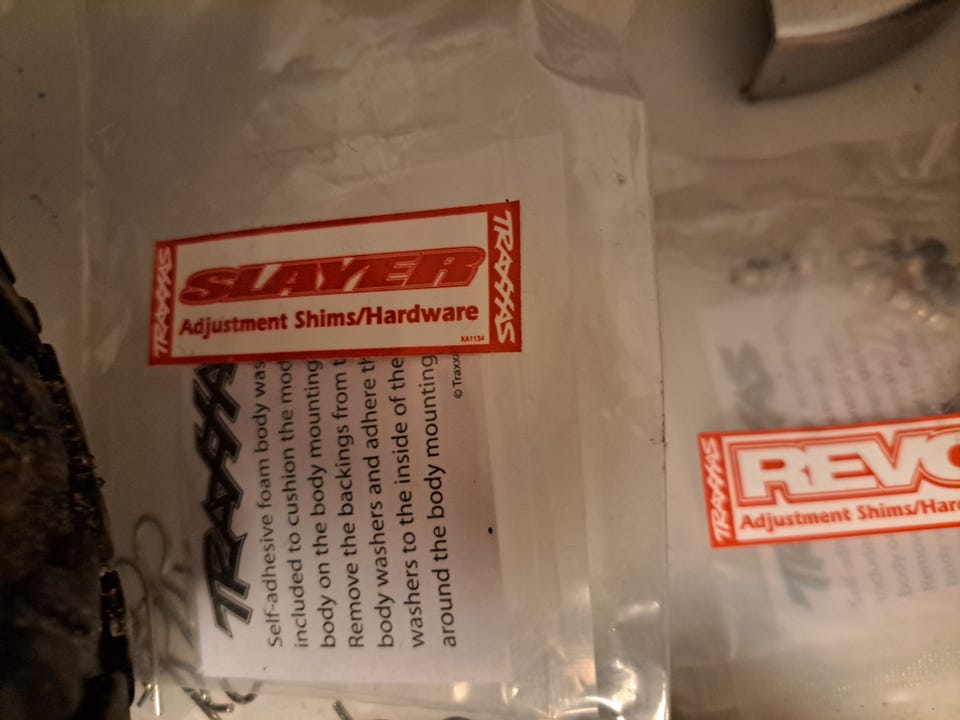 TRAXXAS
SLAYER
Adjustment Shims/Hardware
KA1134
TRAXXAS
TRAXXAS
Self-adhesive foam body was
included to cushion the mod
body on the body mounting
Remove the backings from t
body washers and adhere th
washers to the inside of the
around the body mounting
© Traxx
TRAXXAS
REVO
Adjustment Shims/Har